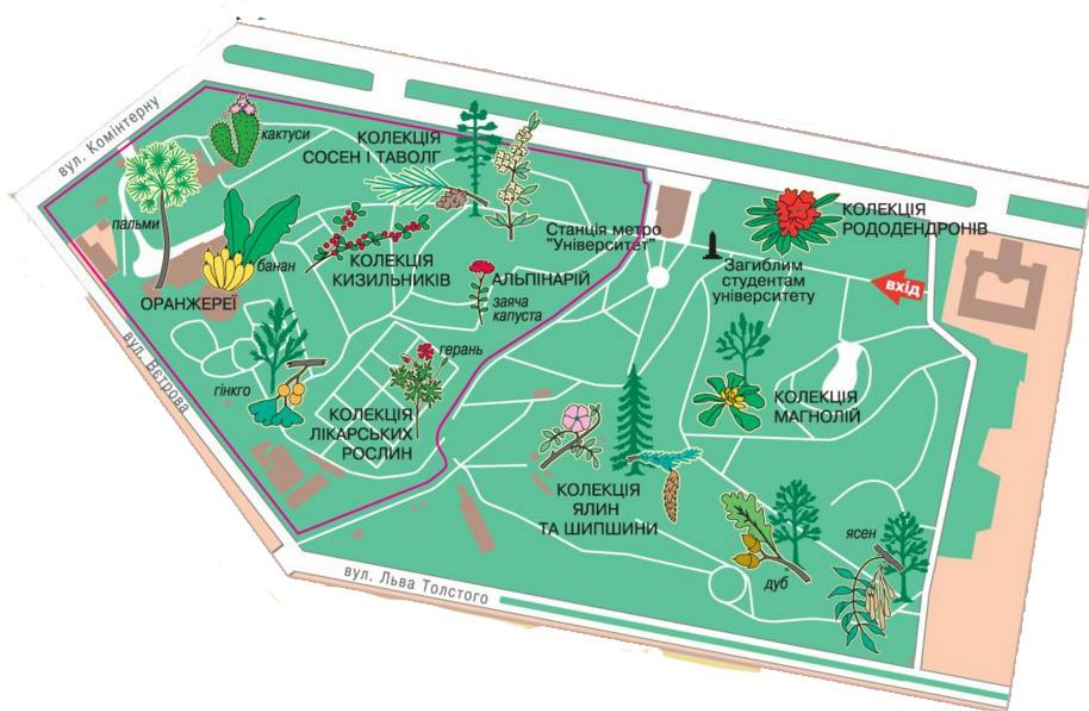 вул. Комінтерну
кактуси
КОЛЕКЦІЯ
СОСЕН І ТАВОЛГ
пальми
банан
ОРАНЖЕРЕЇ
КОЛЕКЦІЯ
КИЗИЛЬНИКІВ
АЛЬПІНАРІЙ
заяча
капуста
Станція метро
"Університет"
Загиблим
студентам
університету
КОЛЕКЦІЯ
РОДОДЕНДРОНІВ
вхід
вул. Вєтрова
гінкго
герань
КОЛЕКЦІЯ
ЛІКАРСЬКИХ
РОСЛИН
КОЛЕКЦІЯ
МАГНОЛІЙ
КОЛЕКЦІЯ
ЯЛИН
ТА ШИПШИНИ
дуб
ясен
вул. Льва Толстого